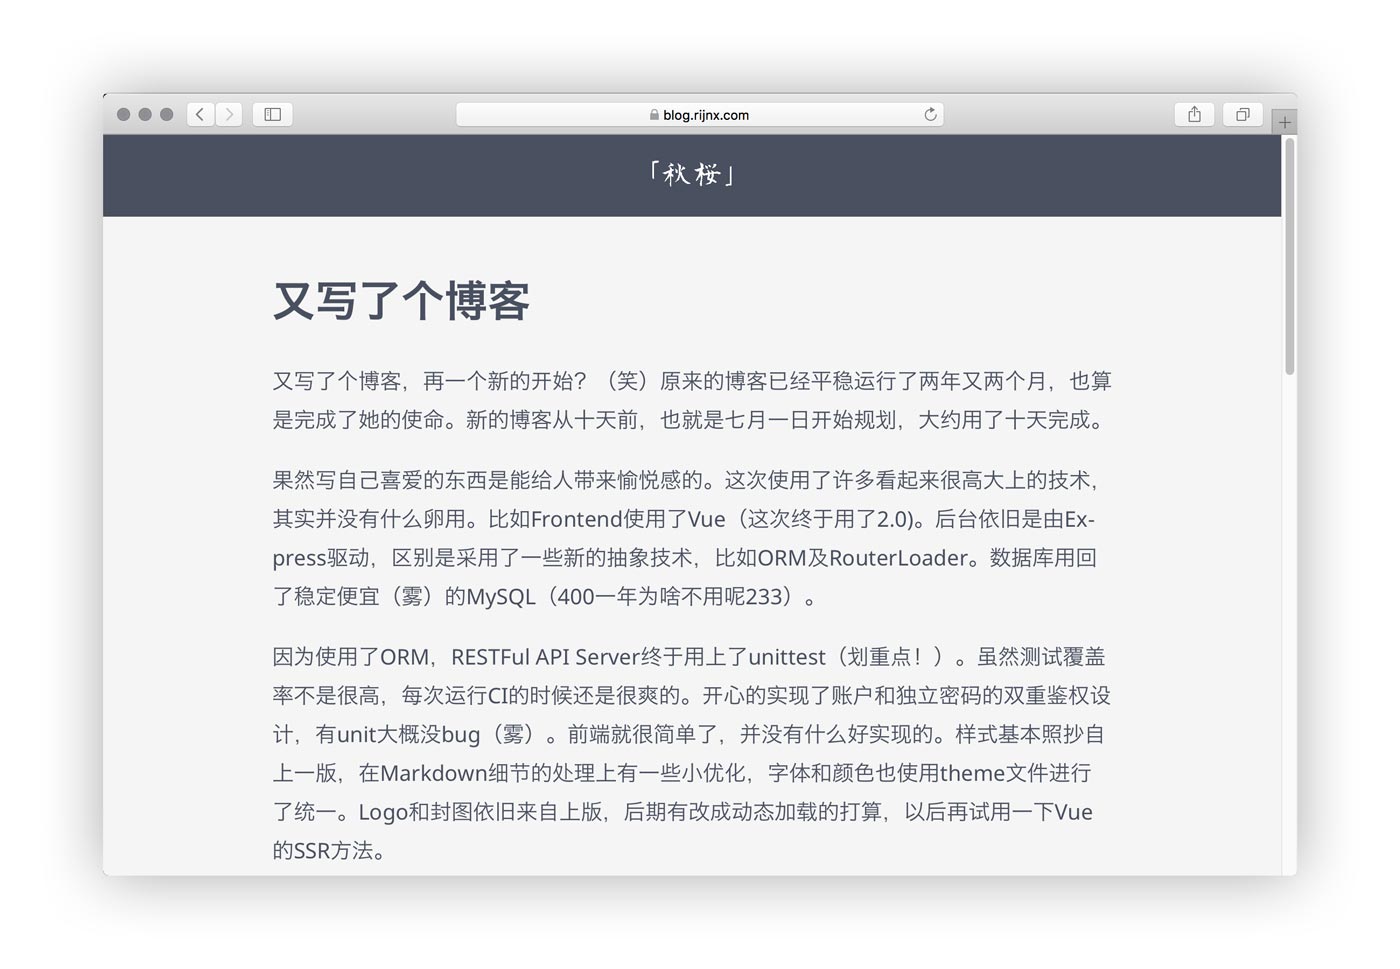 blog.rijnx.com
「秋桜」
又写了个博客
又写了个博客，再一个新的开始？（笑）原来的博客已经平稳运行了两年又两个月，也算
是完成了她的使命。新的博客从十天前，也就是七月一日开始规划，大约用了十天完成。
果然写自己喜爱的东西是能给人带来愉悦感的。这次使用了许多看起来很高大上的技术，
其实并没有什么卵用。比如Frontend使用了Vue（这次终于用了2.0)。后台依旧是由Ex-
press驱动，区别是采用了一些新的抽象技术，比如ORM及RouterLoader。数据库用回
了稳定便宜（雾）的MySQL（400一年为啥不用呢233）。
因为使用了ORM，RESTFul API Server终于用上了unittest（划重点！）。虽然测试覆盖
率不是很高，每次运行CI的时候还是很爽的。开心的实现了账户和独立密码的双重鉴权设
计，有unit大概没bug（雾）。前端就很简单了，并没有什么好实现的。样式基本照抄自
上一版，在Markdown细节的处理上有一些小优化，字体和颜色也使用theme文件进行
了统一。Logo和封图依旧来自上版，后期有改成动态加载的打算，以后再试用一下Vue
的SSR方法。